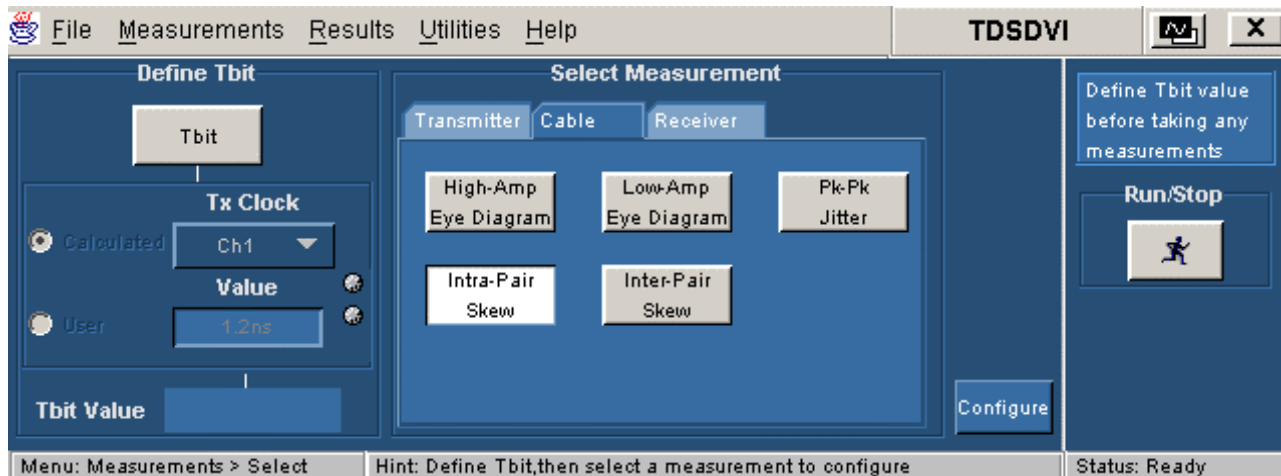 File Measurements Results Utilities Help
TDSDVI
X
Define Tbit
Tbit
Tx Clock
Calculated
Ch1
Value
User
1.2ns
Tbit Value
Select Measurement
Transmitter Cable Receiver
High-Amp
Eye Diagram
Low-Amp
Eye Diagram
Pk-Pk
Jitter
Intra-Pair
Skew
Inter-Pair
Skew
Configure
Define Tbit value
before taking any
measurements
Run/Stop
Menu: Measurements > Select
Hint: Define Tbit,then select a measurement to configure
Status: Ready